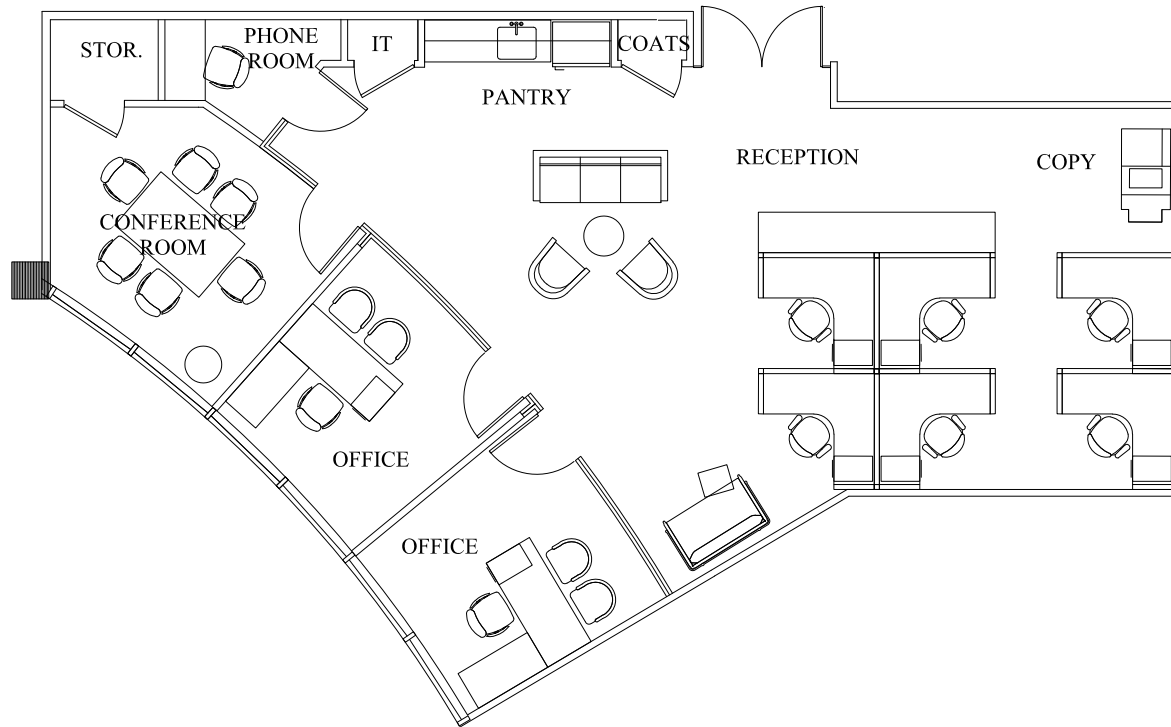 STOR.
PHONE
ROOM
IT
COATS
PANTRY
RECEPTION
COPY
CONFERENCE
ROOM
OFFICE
OFFICE